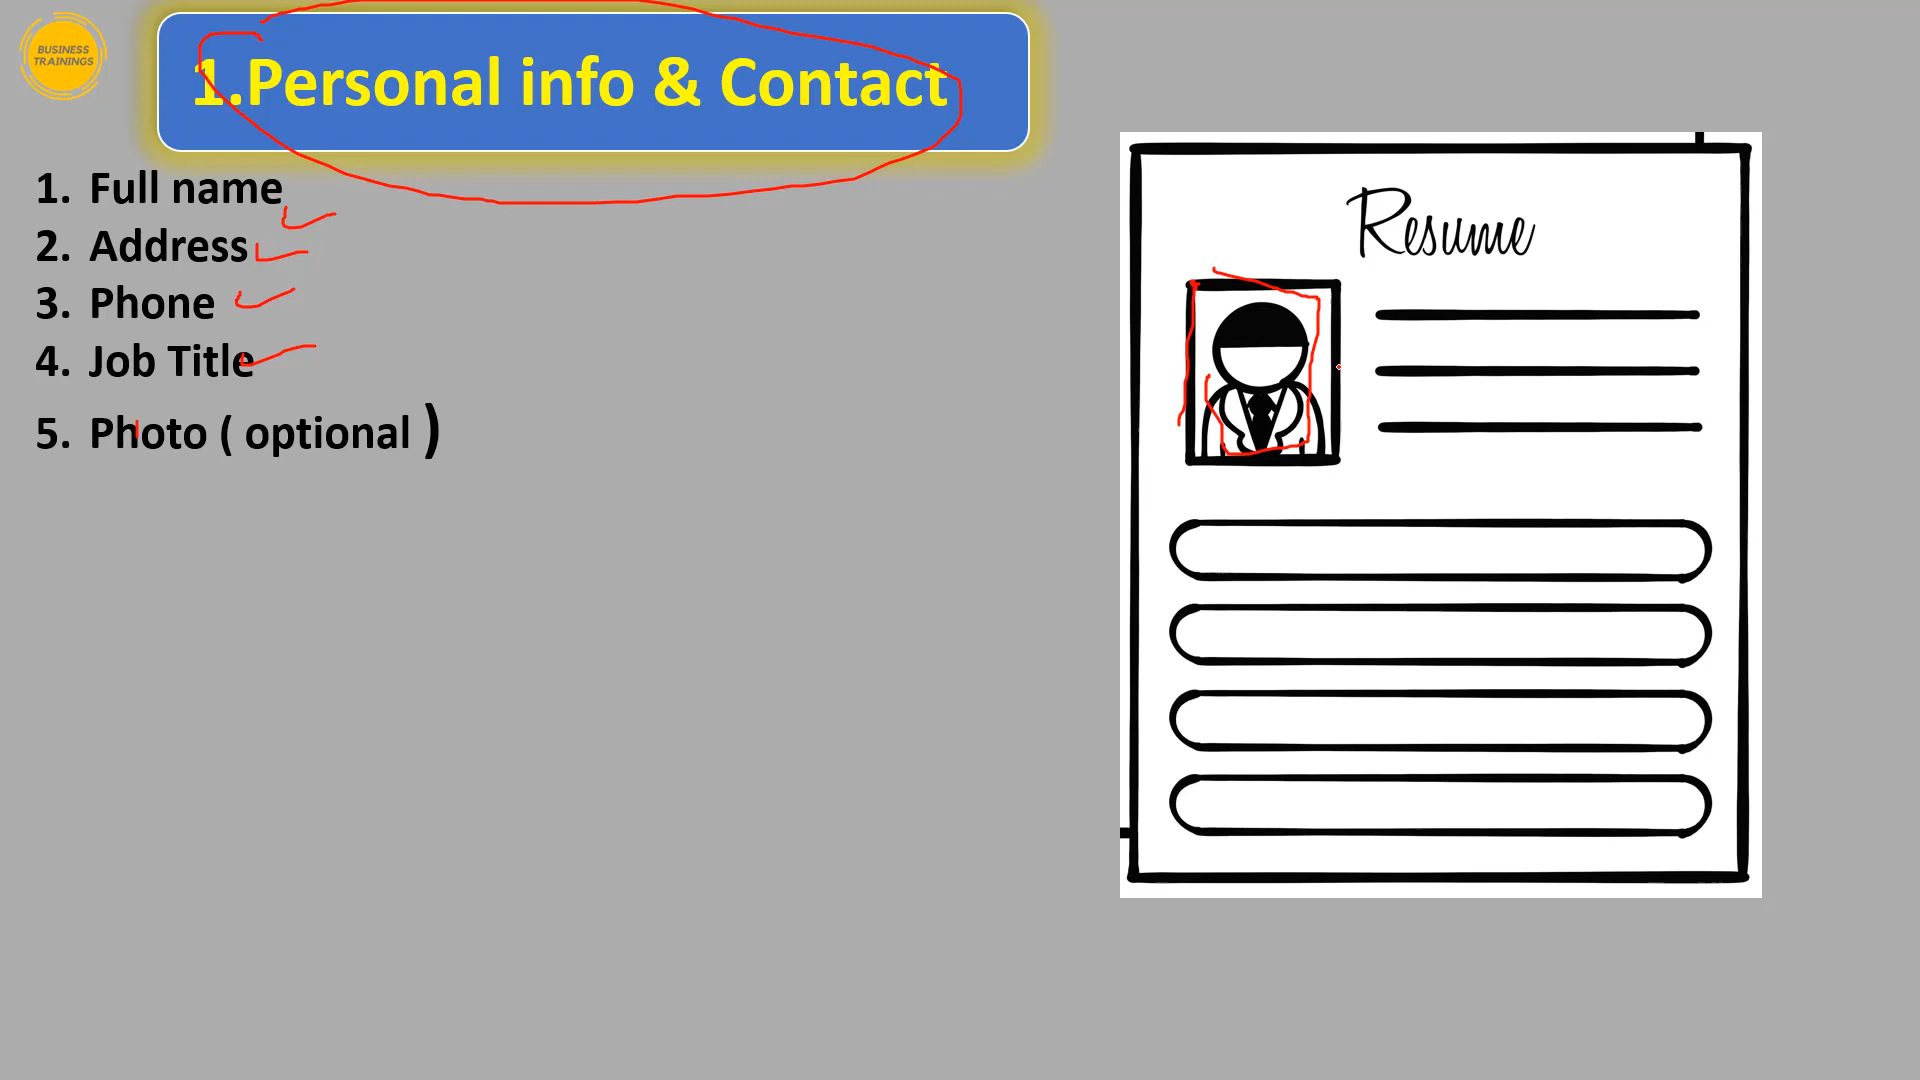 BUSINESS
TRAININGS
1.Personal info & Contact
1. Full name
2. Address
3. Phone
4. Job Title
5. Photo ( optional )
Resume